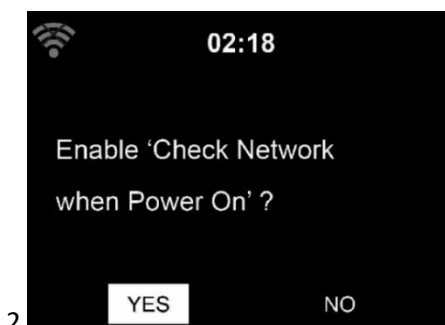 02:18
Enable ‘Check Network
when Power On’ ?
YES NO
2